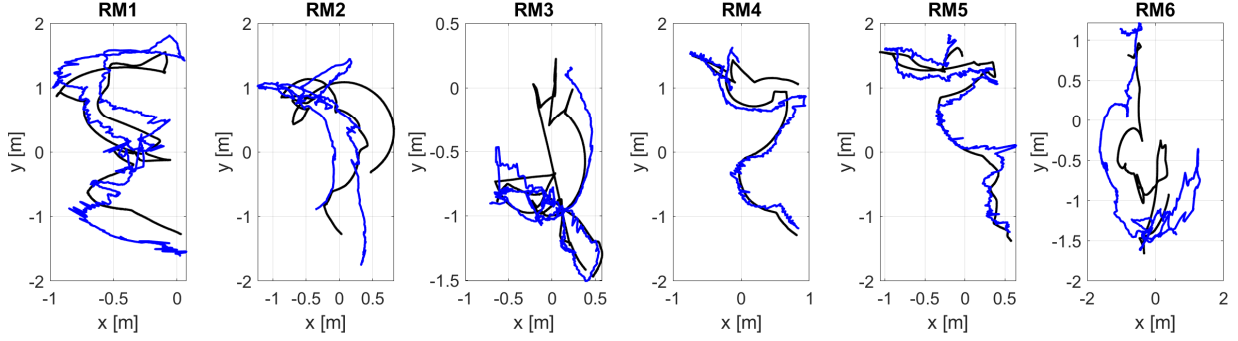 RM1 RM2 RM3 RM4 RM5 RM6
2 2 0.5 2 2
1
1 1 0 1 1 0.5
y [m] y [m] y [m] y [m] y [m] y [m]
0 0 -0.5 0 0 0
-0.5
-1 -1 -1 -1 -1 -1
-1.5
-2 -2 -1.5 -2 -2 -2
-1 -0.5 0 -1 -0.5 0 0.5 -1 -0.5 0 0.5 -1 0 1 -1 -0.5 0 0.5 -2 0 2
x [m] x [m] x [m] x [m] x [m] x [m]